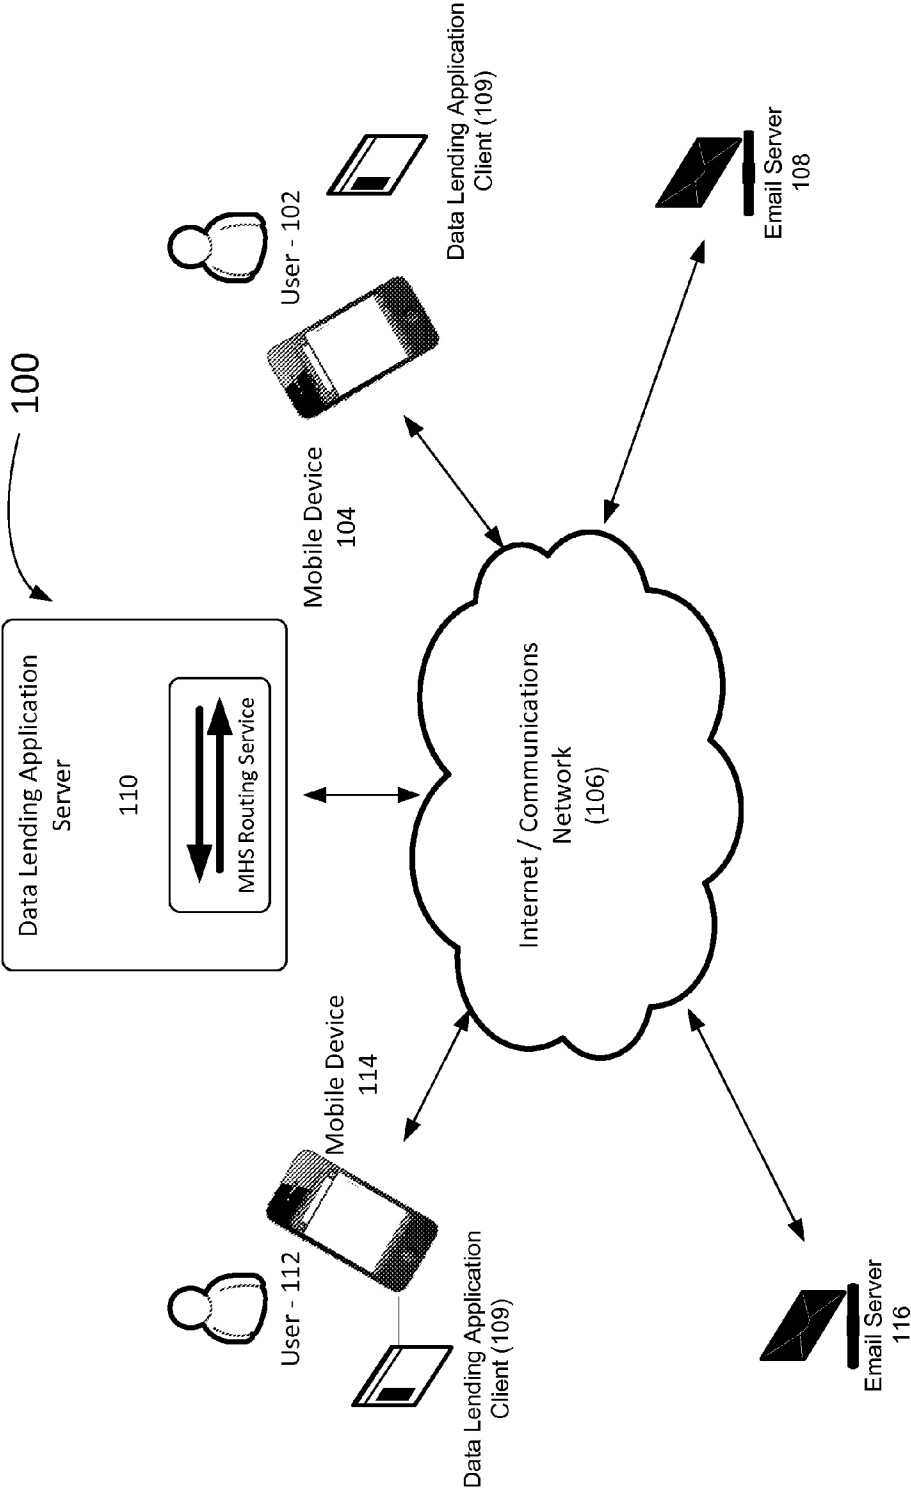 100
Data Lending Application
Server
110
MHS Routing Service
User - 112
Mobile Device
114
Data Lending Application
Client (109)
User - 102
Mobile Device
104
Data Lending Application
Client (109)
Internet / Communications
Network
(106)
Email Server
116
Email Server
108